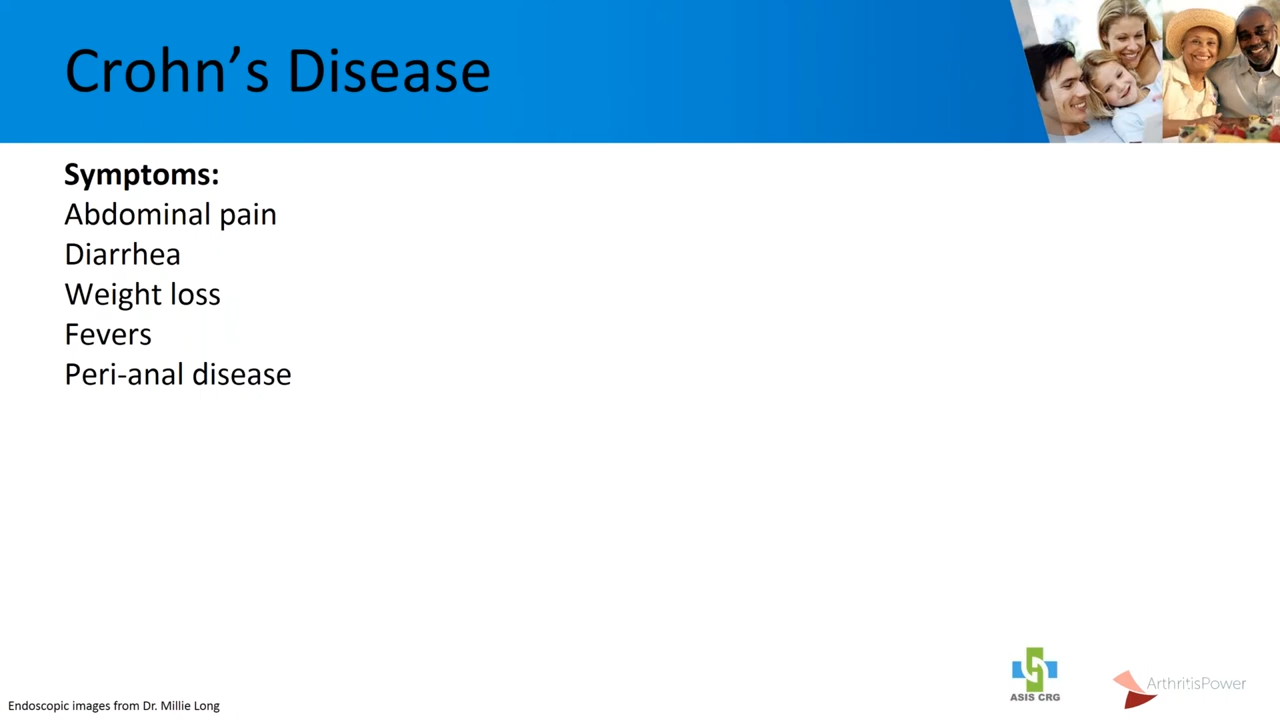 Crohn’s Disease
Symptoms:
Abdominal pain
Diarrhea
Weight loss
Fevers
Peri-anal disease
ASIS CRG
ArthritisPower
Endoscopic images from Dr. Millie Long